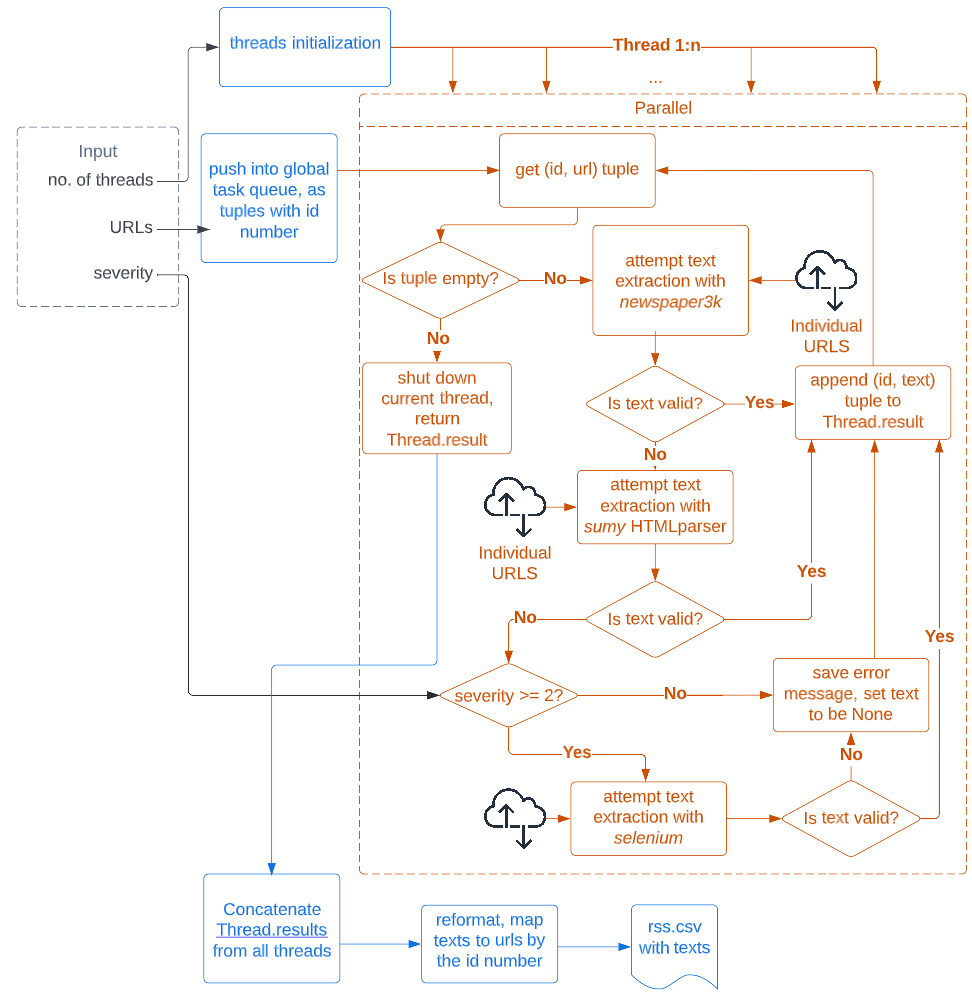 threads initialization
Thread 1:n
...
Parallel
Input
no. of threads
URLs
severity
push into global
task queue, as
tuples with id
number
get (id, url) tuple
Is tuple empty?
No
attempt text
extraction with
newspaper3k
Individual
URLS
No
shut down
current thread,
return
Thread.result
Is text valid?
Yes
append (id, text)
tuple to
Thread.result
No
attempt text
extraction with
sumy HTMLparser
Individual
URLS
Yes
Is text valid?
No
Yes
severity >= 2?
No
save error
message, set text
to be None
Yes
No
attempt text
extraction with
selenium
Is text valid?
Concatenate
Thread.results
from all threads
reformat, map
texts to urls by
the id number
rss.csv
with texts